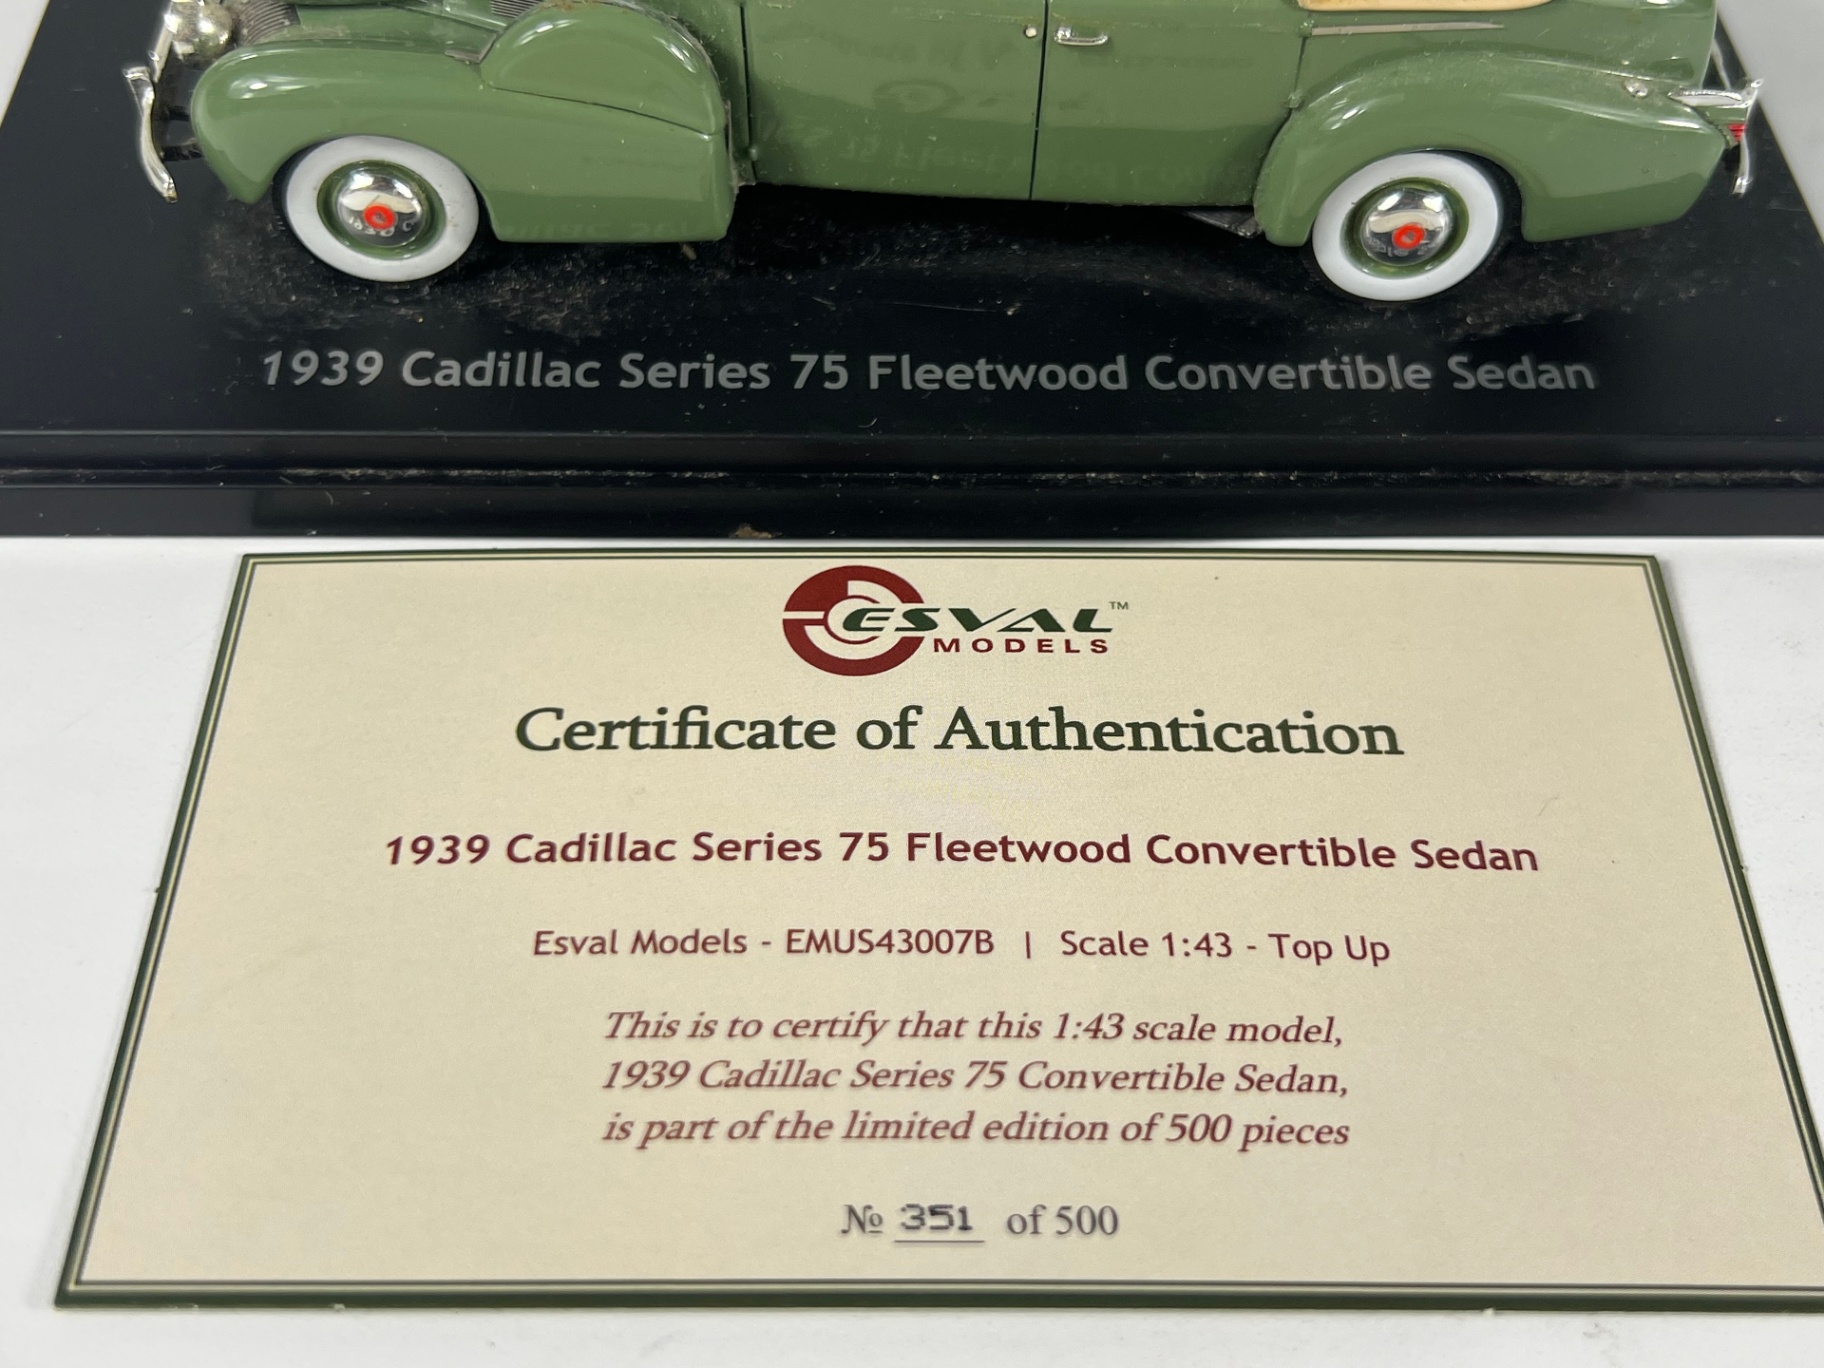 1939 Cadillac Series 75 Fleetwood Convertible Sedan
ESVAL™
MODELS
Certificate of Authentication
1939 Cadillac Series 75 Fleetwood Convertible Sedan
Esval Models - EMUS43007B | Scale 1:43 - Top Up
This is to certify that this 1:43 scale model,
1939 Cadillac Series 75 Convertible Sedan,
is part of the limited edition of 500 pieces
№ 351 of 500